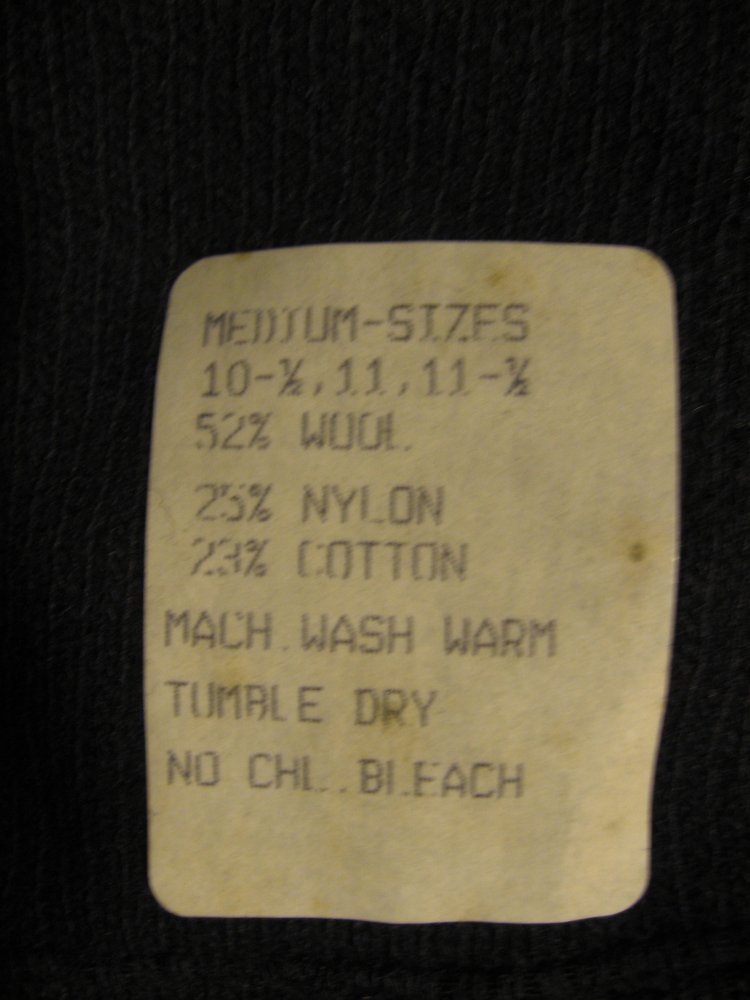 MEDIUM-SIZES
10-½,11,11-½
52% WOOL
25% NYLON
23% COTTON
MACH.WASH WARM
TUMBLE DRY
NO CHL. BLEACH